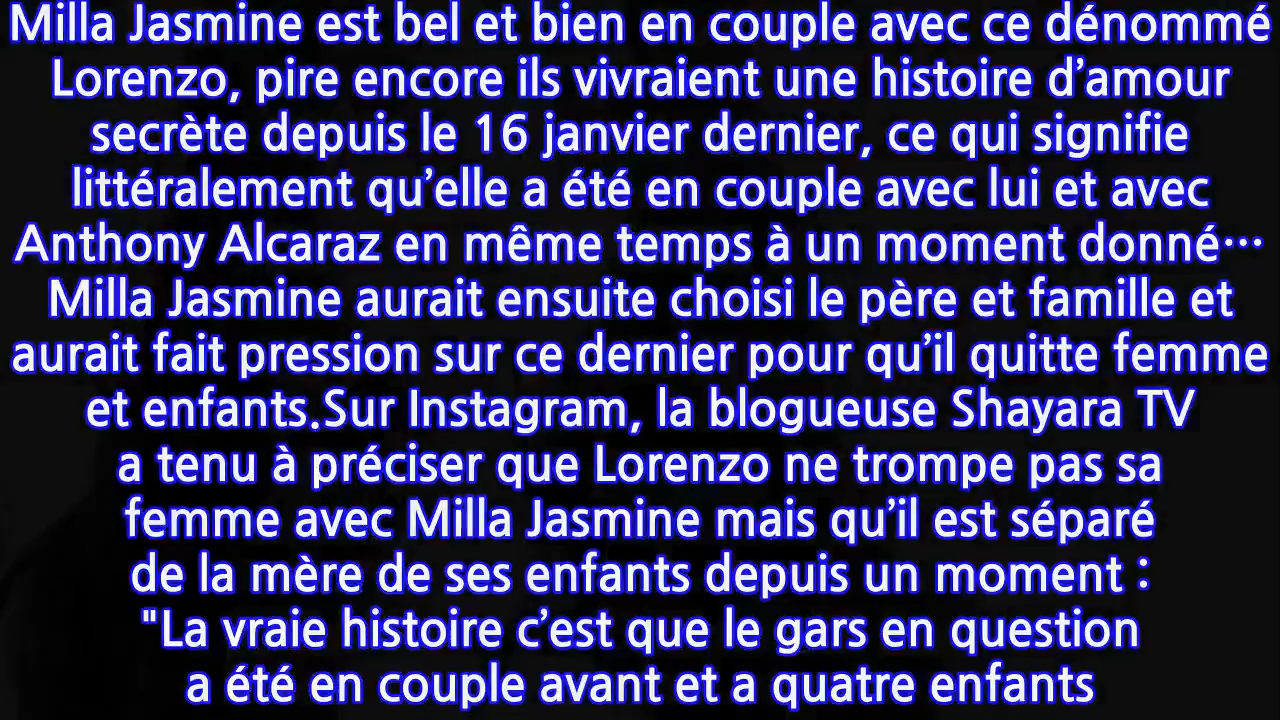 Milla Jasmine est bel et bien en couple avec ce dénommé
Lorenzo, pire encore ils vivraient une histoire d’amour
secrète depuis le 16 janvier dernier, ce qui signifie
littéralement qu’elle a été en couple avec lui et avec
Anthony Alcaraz en même temps à un moment donné…
Milla Jasmine aurait ensuite choisi le père et famille et
aurait fait pression sur ce dernier pour qu’il quitte femme
et enfants.Sur Instagram, la blogueuse Shayara TV
a tenu à préciser que Lorenzo ne trompe pas sa
femme avec Milla Jasmine mais qu’il est séparé
de la mère de ses enfants depuis un moment :
"La vraie histoire c’est que le gars en question
a été en couple avant et a quatre enfants